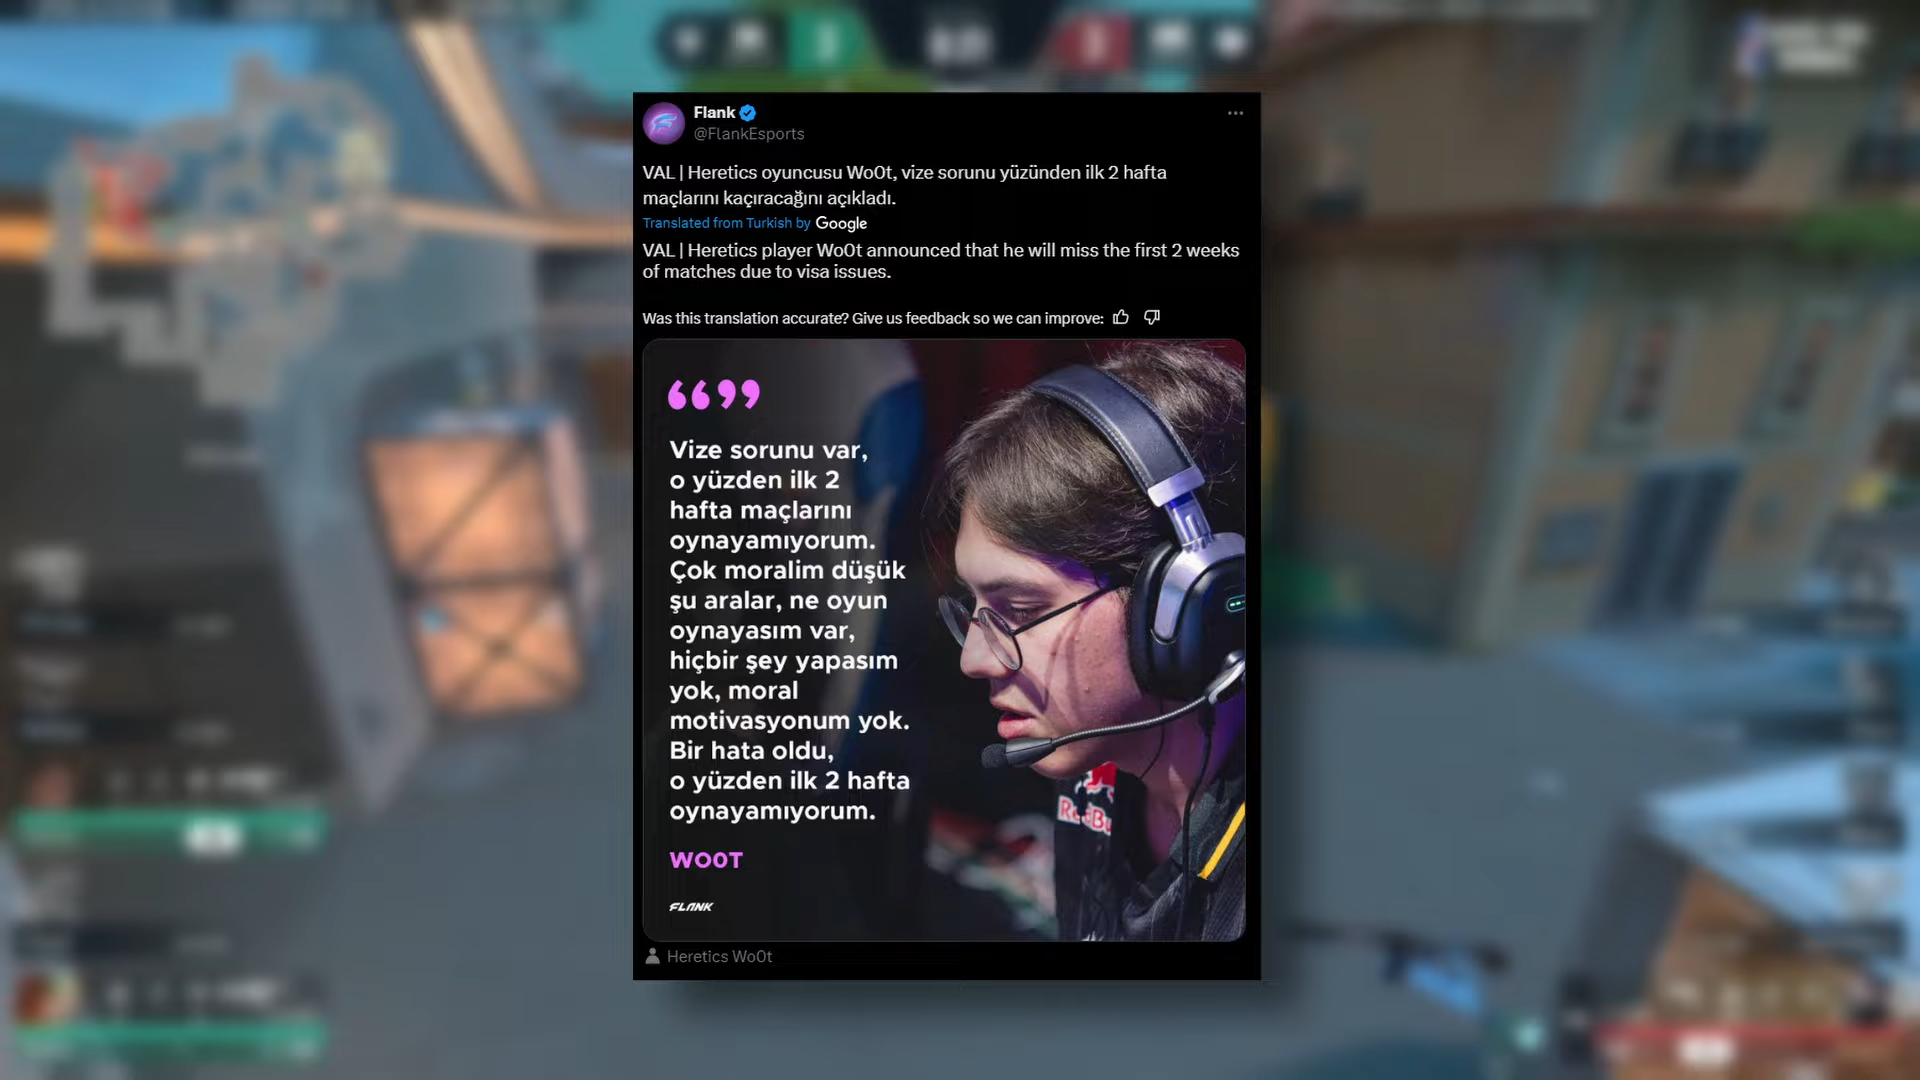 Flank
@FlankEsports
VAL | Heretics oyuncusu Wo0t, vize sorunu yüzünden ilk 2 hafta
maçlarını kaçıracağını açıkladı.
Translated from Turkish by Google
VAL | Heretics player Wo0t announced that he will miss the first 2 weeks
of matches due to visa issues.
Was this translation accurate? Give us feedback so we can improve:
Vize sorunu var,
o yüzden ilk 2
hafta maçlarını
oynayamıyorum.
Çok moralim düşük
şu aralar, ne oyun
oynayasım var,
hiçbir şey yapasım
yok, moral
motivasyonum yok.
Bir hata oldu,
o yüzden ilk 2 hafta
oynayamıyorum.
WO0T
FLANK
Heretics Wo0t